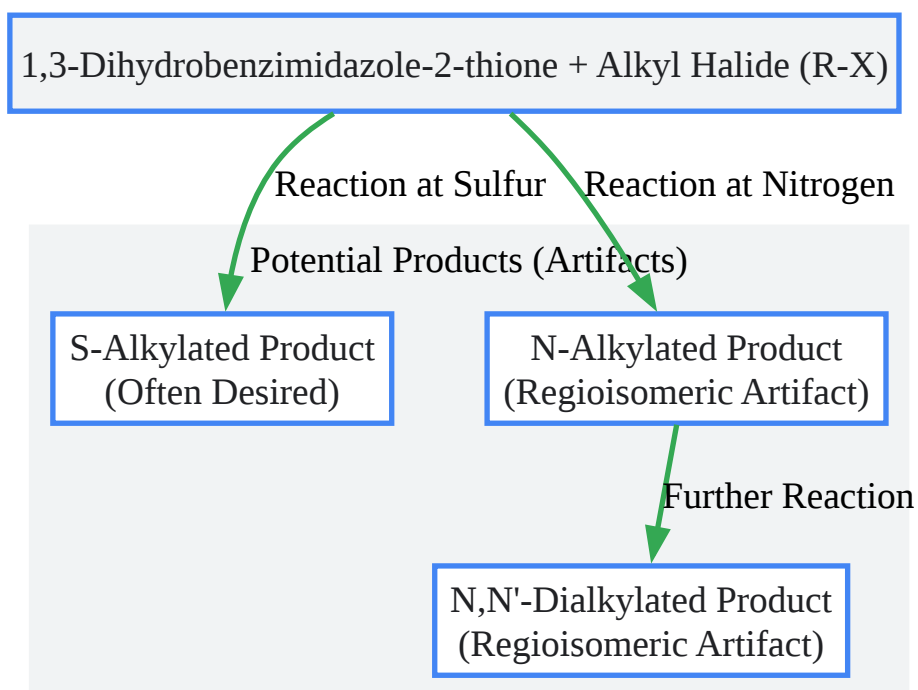 1,3-Dihydrobenzimidazole-2-thione + Alkyl Halide (R-X)
Reaction at Sulfur
Reaction at Nitrogen
Potential Products (Artifacts)
S-Alkylated Product
(Often Desired)
N-Alkylated Product
(Regioisomeric Artifact)
Further Reaction
N,N'-Dialkylated Product
(Regioisomeric Artifact)